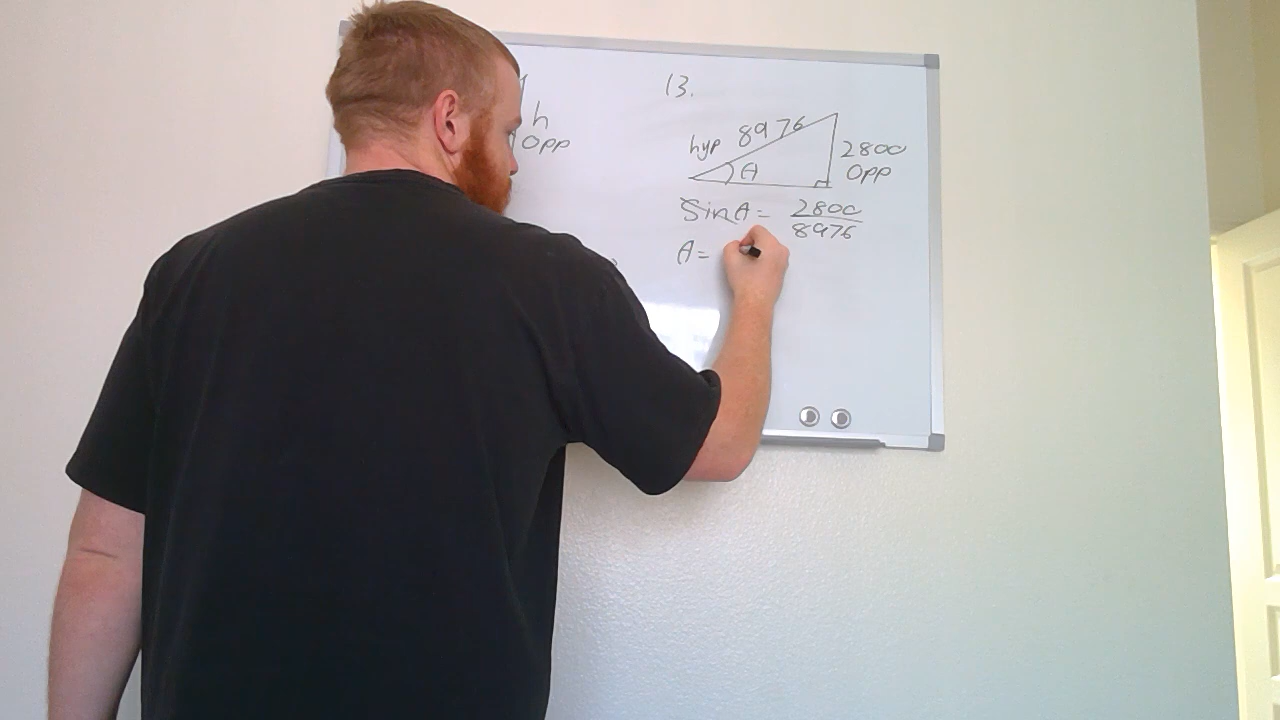 h
opp
13.
hyp 8976
2800
opp
A
Sin A = 2800
8976
A =